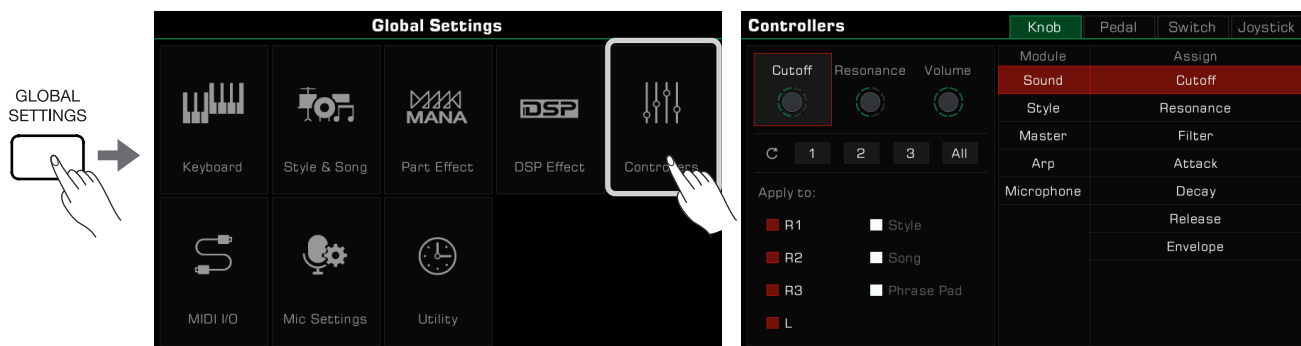 GLOBAL
SETTINGS
Global Settings
Keyboard
Style & Song
MANA
Part Effect
DSP
DSP Effect
Controllers
MIDI I/O
Mic Settings
Utility
Controllers
Knob
Pedal
Switch
Joystick
Cutoff
Resonance
Volume
1
2
3
All
Apply to:
R1
Style
R2
Song
R3
Phrase Pad
L
Module
Assign
Sound
Cutoff
Style
Resonance
Master
Filter
Arp
Attack
Microphone
Decay
Release
Envelope